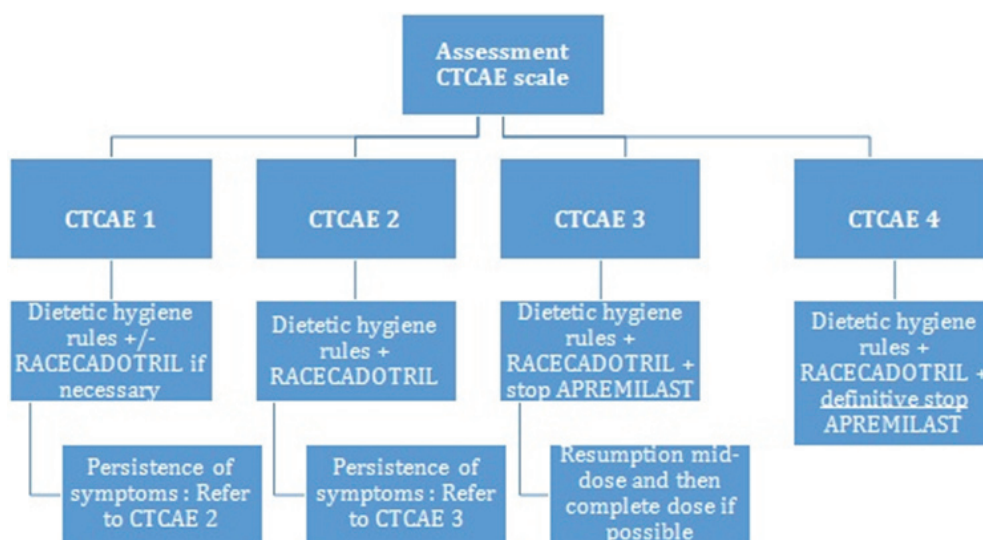 Assessment
CTCAE scale
CTCAE 1
CTCAE 2
CTCAE 3
CTCAE 4
Dietetic hygiene
rules +/-
RACECADOTRIL if
necessary
Dietetic hygiene
rules +
RACECADOTRIL
Dietetic hygiene
rules +
RACECADOTRIL +
stop APREMILAST
Dietetic hygiene
rules +
RACECADOTRIL +
definitive stop
APREMILAST
Persistence of
symptoms : Refer
to CTCAE 2
Persistence of
symptoms : Refer
to CTCAE 3
Resumption mid-
dose and then
complete dose if
possible